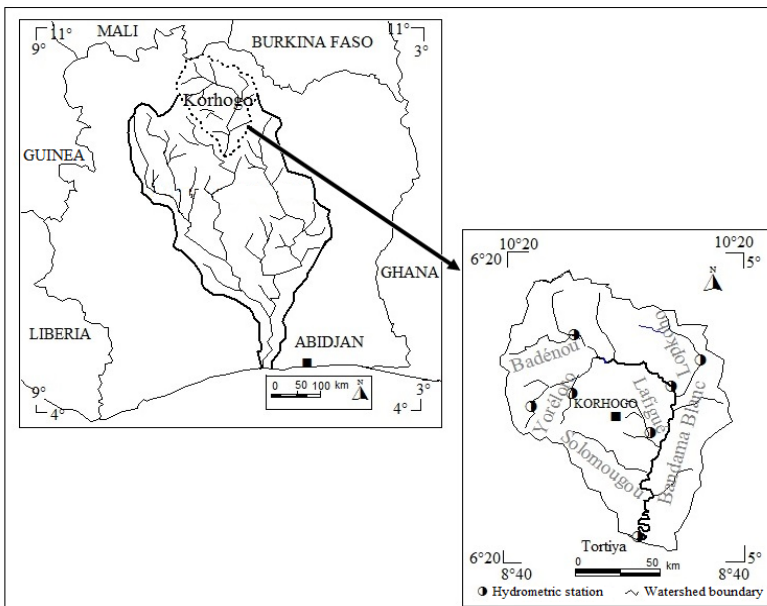 MALI
11°
9°
BURKINA FASO
11°
3°
Korhogo
GUINEA
GHANA
LIBERIA
ABIDJAN
0 50 100 km
N
9°
4°
3°
4°
10°20
6°20
10°20
5°
N
Badénou
Lopkoho
Yorélolo
KORHOGO
Lafigue
Bandama Blanc
Solomougou
Tortiya
0 50 km
6°20
8°40
5°
8°40
Hydrometric station
Watershed boundary